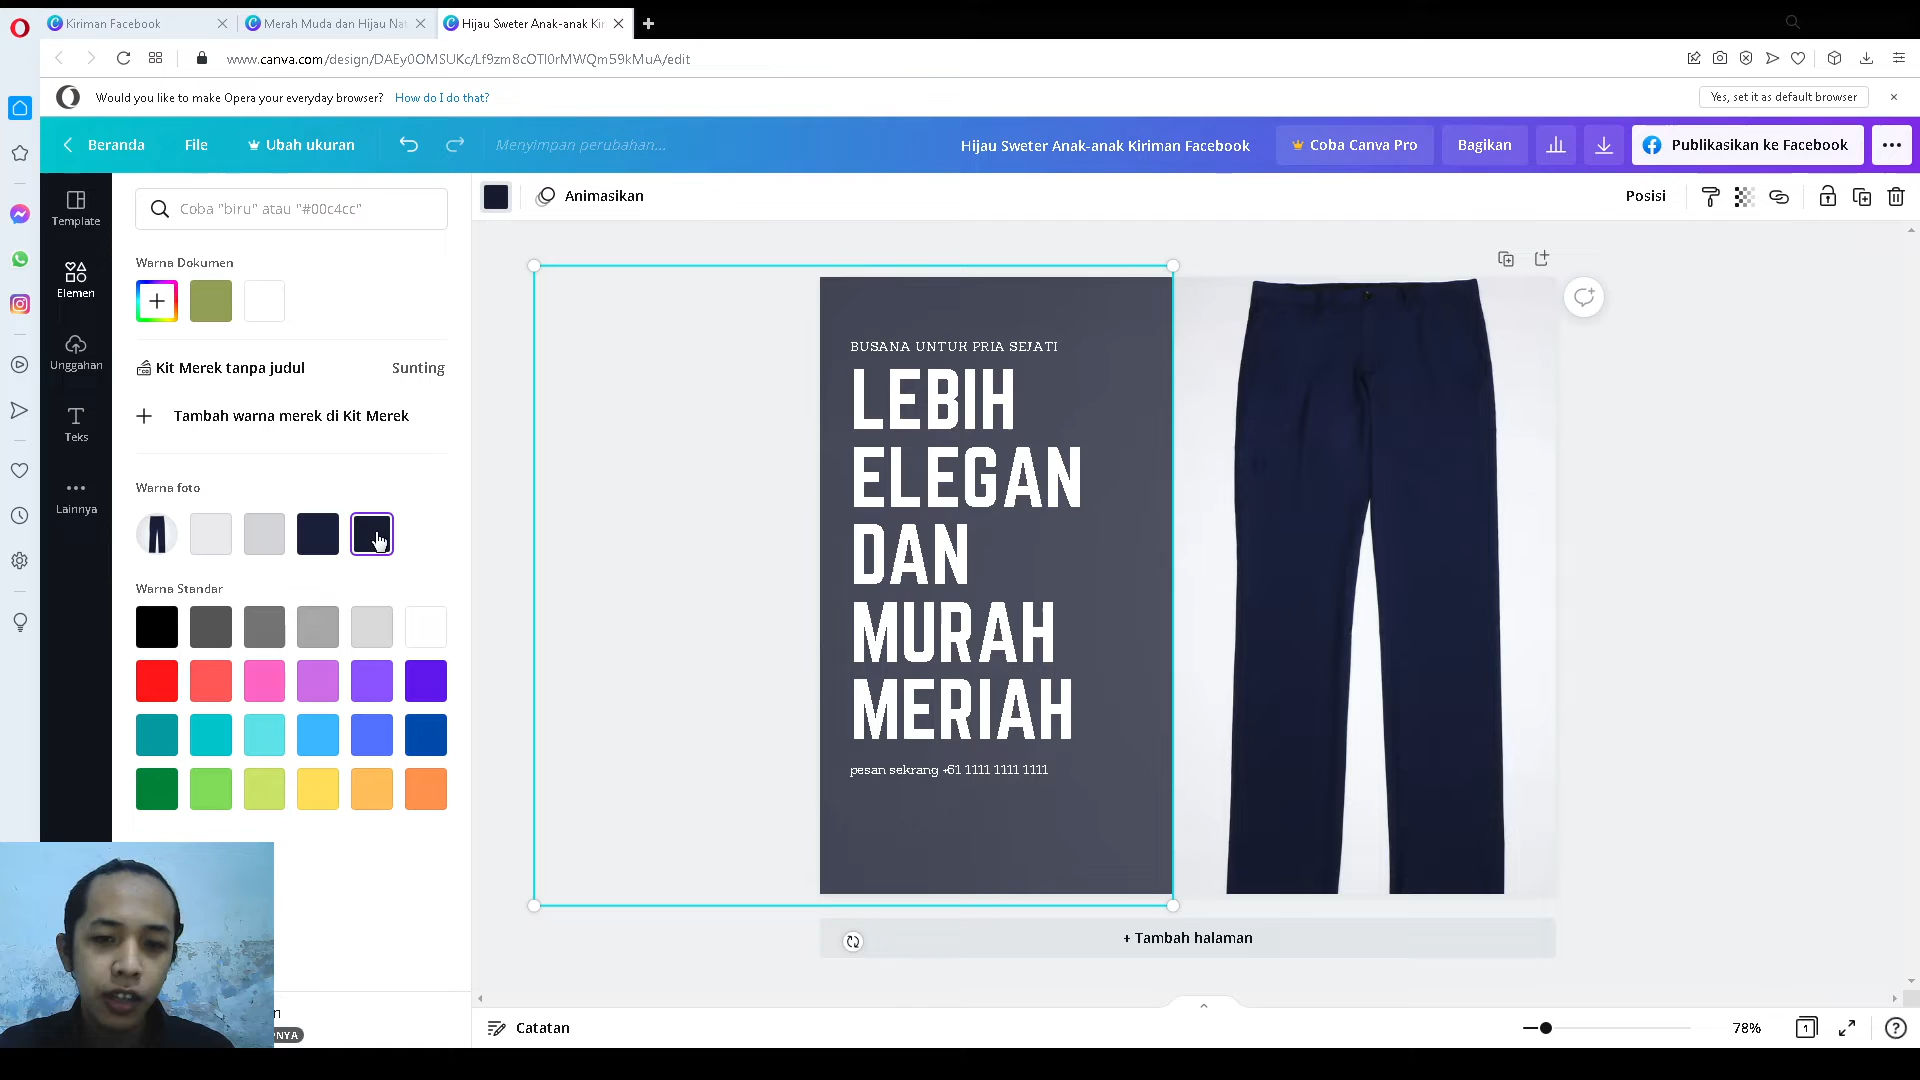 Kiriman Facebook
Merah Muda dan Hijau Nat
Hijau Sweter Anak-anak Kir
www.canva.com/design/DAEy0OMSUKc/Lf9zm8cOTl0rMWQm59kMuA/edit
Would you like to make Opera your everyday browser? How do I do that?
Yes, set it as default browser
Beranda
File
Ubah ukuran
Menyimpan perubahan...
Hijau Sweter Anak-anak Kiriman Facebook
Coba Canva Pro
Bagikan
Publikasikan ke Facebook
Animasikan
Posisi
Template
Elemen
Unggahan
Teks
Lainnya
Coba "biru" atau "#00c4cc"
Warna Dokumen
Kit Merek tanpa judul
Sunting
Tambah warna merek di Kit Merek
Warna foto
Warna Standar
BUSANA UNTUK PRIA SEJATI
LEBIH
ELEGAN
DAN
MURAH
MERIAH
pesan sekrang +61 1111 1111 1111
+ Tambah halaman
n
NYA
Catatan
78%
1